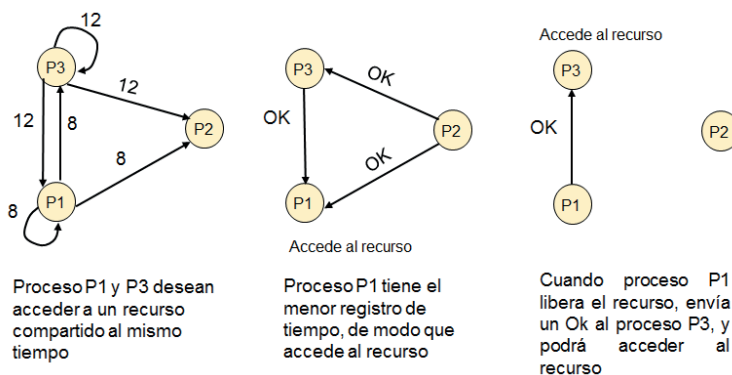 12
P3
12
12
8
P2
8
P1
8
Proceso P1 y P3 desean
acceder a un recurso
compartido al mismo
tiempo
P3
OK
OK
P2
OK
P1
Accede al recurso
Proceso P1 tiene el
menor registro de
tiempo, de modo que
accede al recurso
Accede al recurso
P3
OK
P2
P1
Cuando proceso P1
libera el recurso, envía
un Ok al proceso P3, y
podrá acceder al
recurso